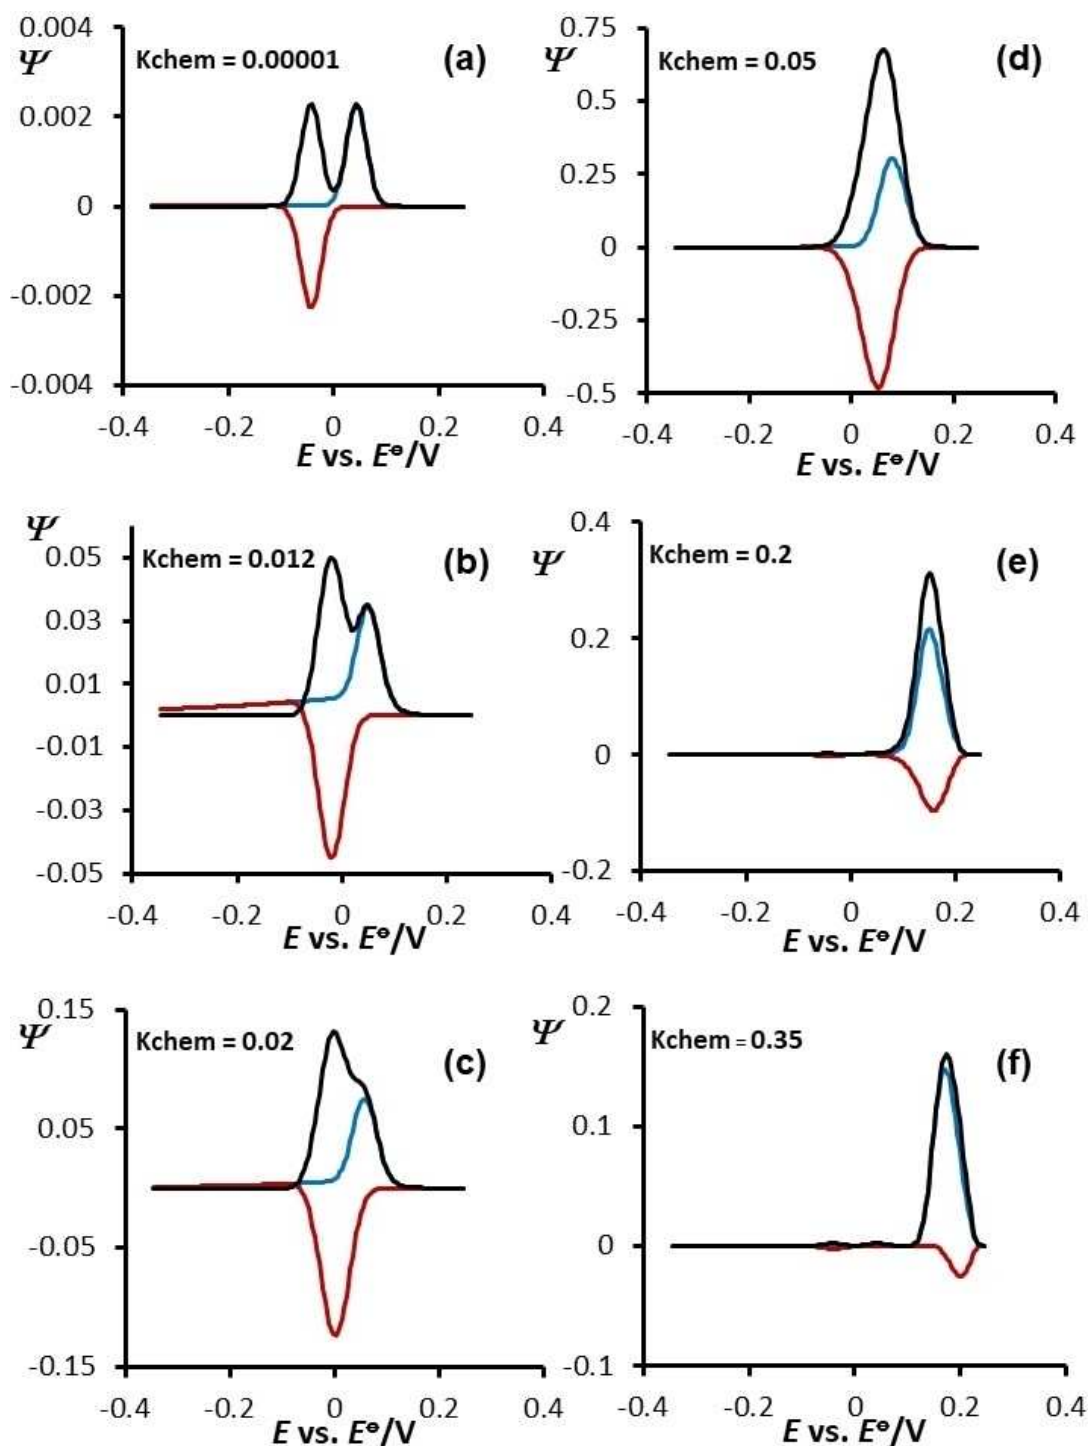 0.004
Ψ
Kchem = 0.00001
(a)
0.002
0
-0.002
-0.004
-0.4 -0.2 0 0.2 0.4
E vs. E⦵/V
0.75
Ψ
Kchem = 0.05
(d)
0.5
0.25
0
-0.25
-0.5
-0.4 -0.2 0 0.2 0.4
E vs. E⦵/V
Ψ
0.05
Kchem = 0.012
(b)
0.03
0.01
-0.01
-0.03
-0.05
-0.4 -0.2 0 0.2 0.4
E vs. E⦵/V
0.4
Ψ
Kchem = 0.2
(e)
0.2
0
-0.2
-0.4 -0.2 0 0.2 0.4
E vs. E⦵/V
0.15
Ψ
Kchem = 0.02
(c)
0.05
-0.05
-0.15
-0.4 -0.2 0 0.2 0.4
E vs. E⦵/V
0.2
Ψ
Kchem = 0.35
(f)
0.1
0
-0.1
-0.4 -0.2 0 0.2 0.4
E vs. E⦵/V